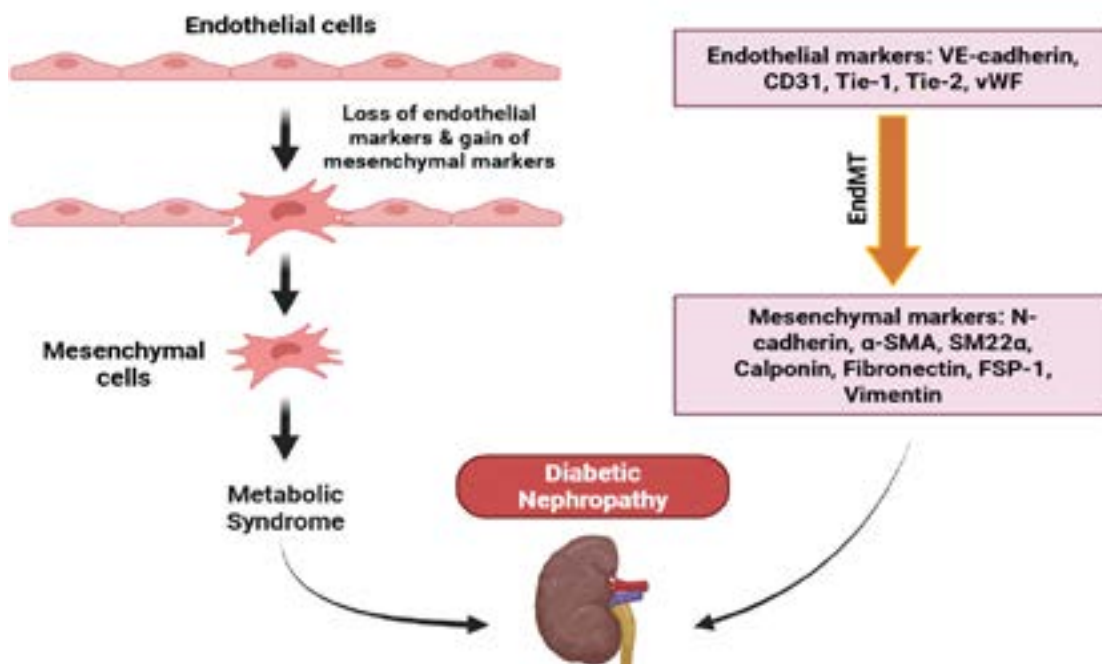 Endothelial cells
Loss of endothelial
markers & gain of
mesenchymal markers
Mesenchymal
cells
Metabolic
Syndrome
Endothelial markers: VE-cadherin,
CD31, Tie-1, Tie-2, vWF
EndMT
Mesenchymal markers: N-
cadherin, α-SMA, SM22α,
Calponin, Fibronectin, FSP-1,
Vimentin
Diabetic
Nephropathy